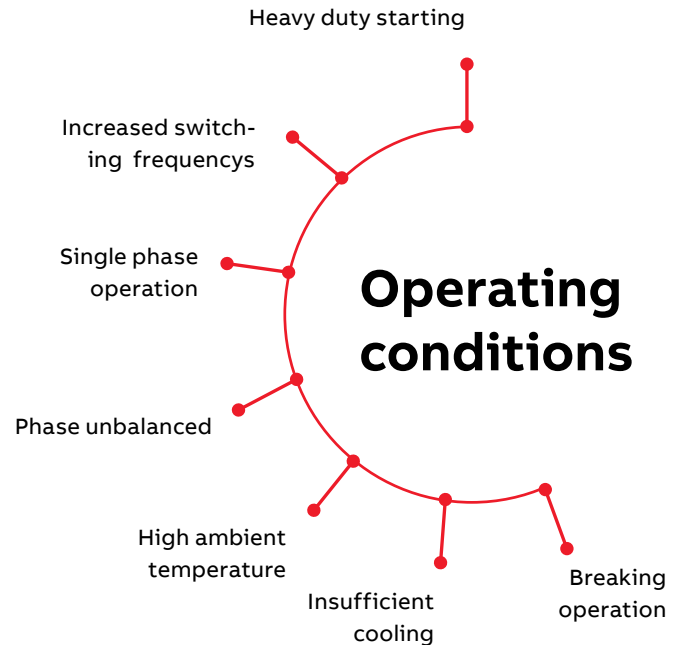 Heavy duty starting
Increased switch-
ing frequencys
Single phase
operation
Operating
conditions
Phase unbalanced
High ambient
temperature
Insufficient
cooling
Breaking
operation